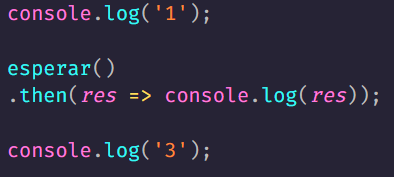 console.log('1');
esperar()
.then(res => console.log(res));
console.log('3');